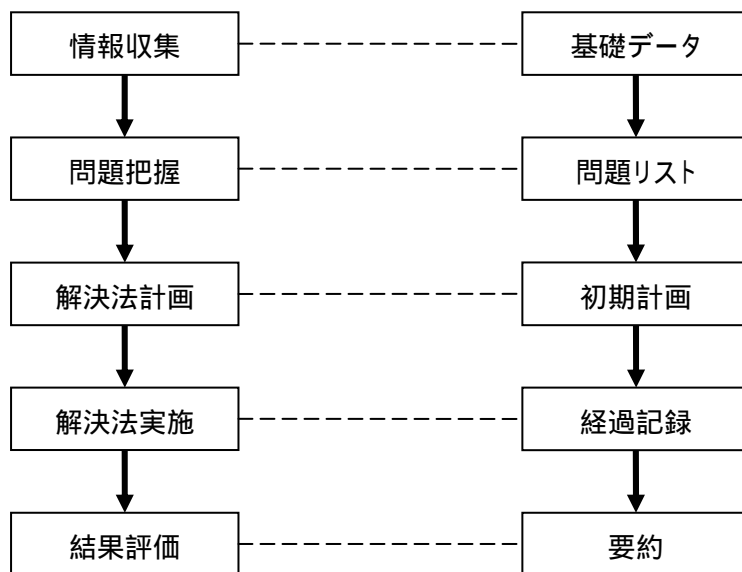 情報収集
基礎データ
問題把握
問題リスト
解決法計画
初期計画
解決法実施
経過記録
結果評価
要約